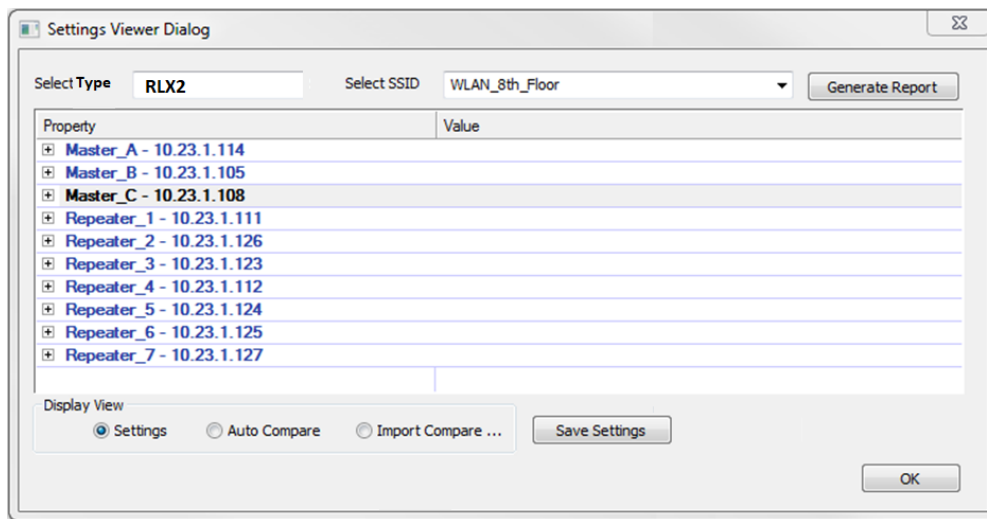 Settings Viewer Dialog
Select Type RLX2 Select SSID WLAN_8th_Floor Generate Report
Property Value
Master_A - 10.23.1.114
Master_B - 10.23.1.105
Master_C - 10.23.1.108
Repeater_1 - 10.23.1.111
Repeater_2 - 10.23.1.126
Repeater_3 - 10.23.1.123
Repeater_4 - 10.23.1.112
Repeater_5 - 10.23.1.124
Repeater_6 - 10.23.1.125
Repeater_7 - 10.23.1.127
Display View
Settings Auto Compare Import Compare ... Save Settings
OK